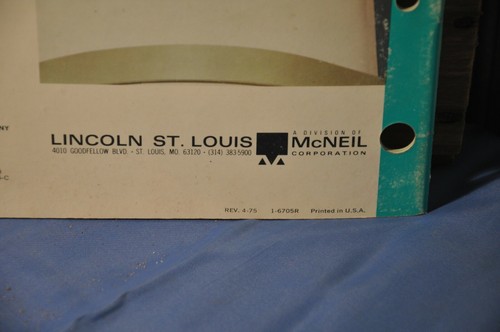 NY
A DIVISION OF
LINCOLN ST. LOUIS McNEIL
4010 GOODFELLOW BLVD. - ST. LOUIS, MO. 63120 - (314) 383 5900 CORPORATION
REV. 4-75 I-6705R Printed in U.S.A.